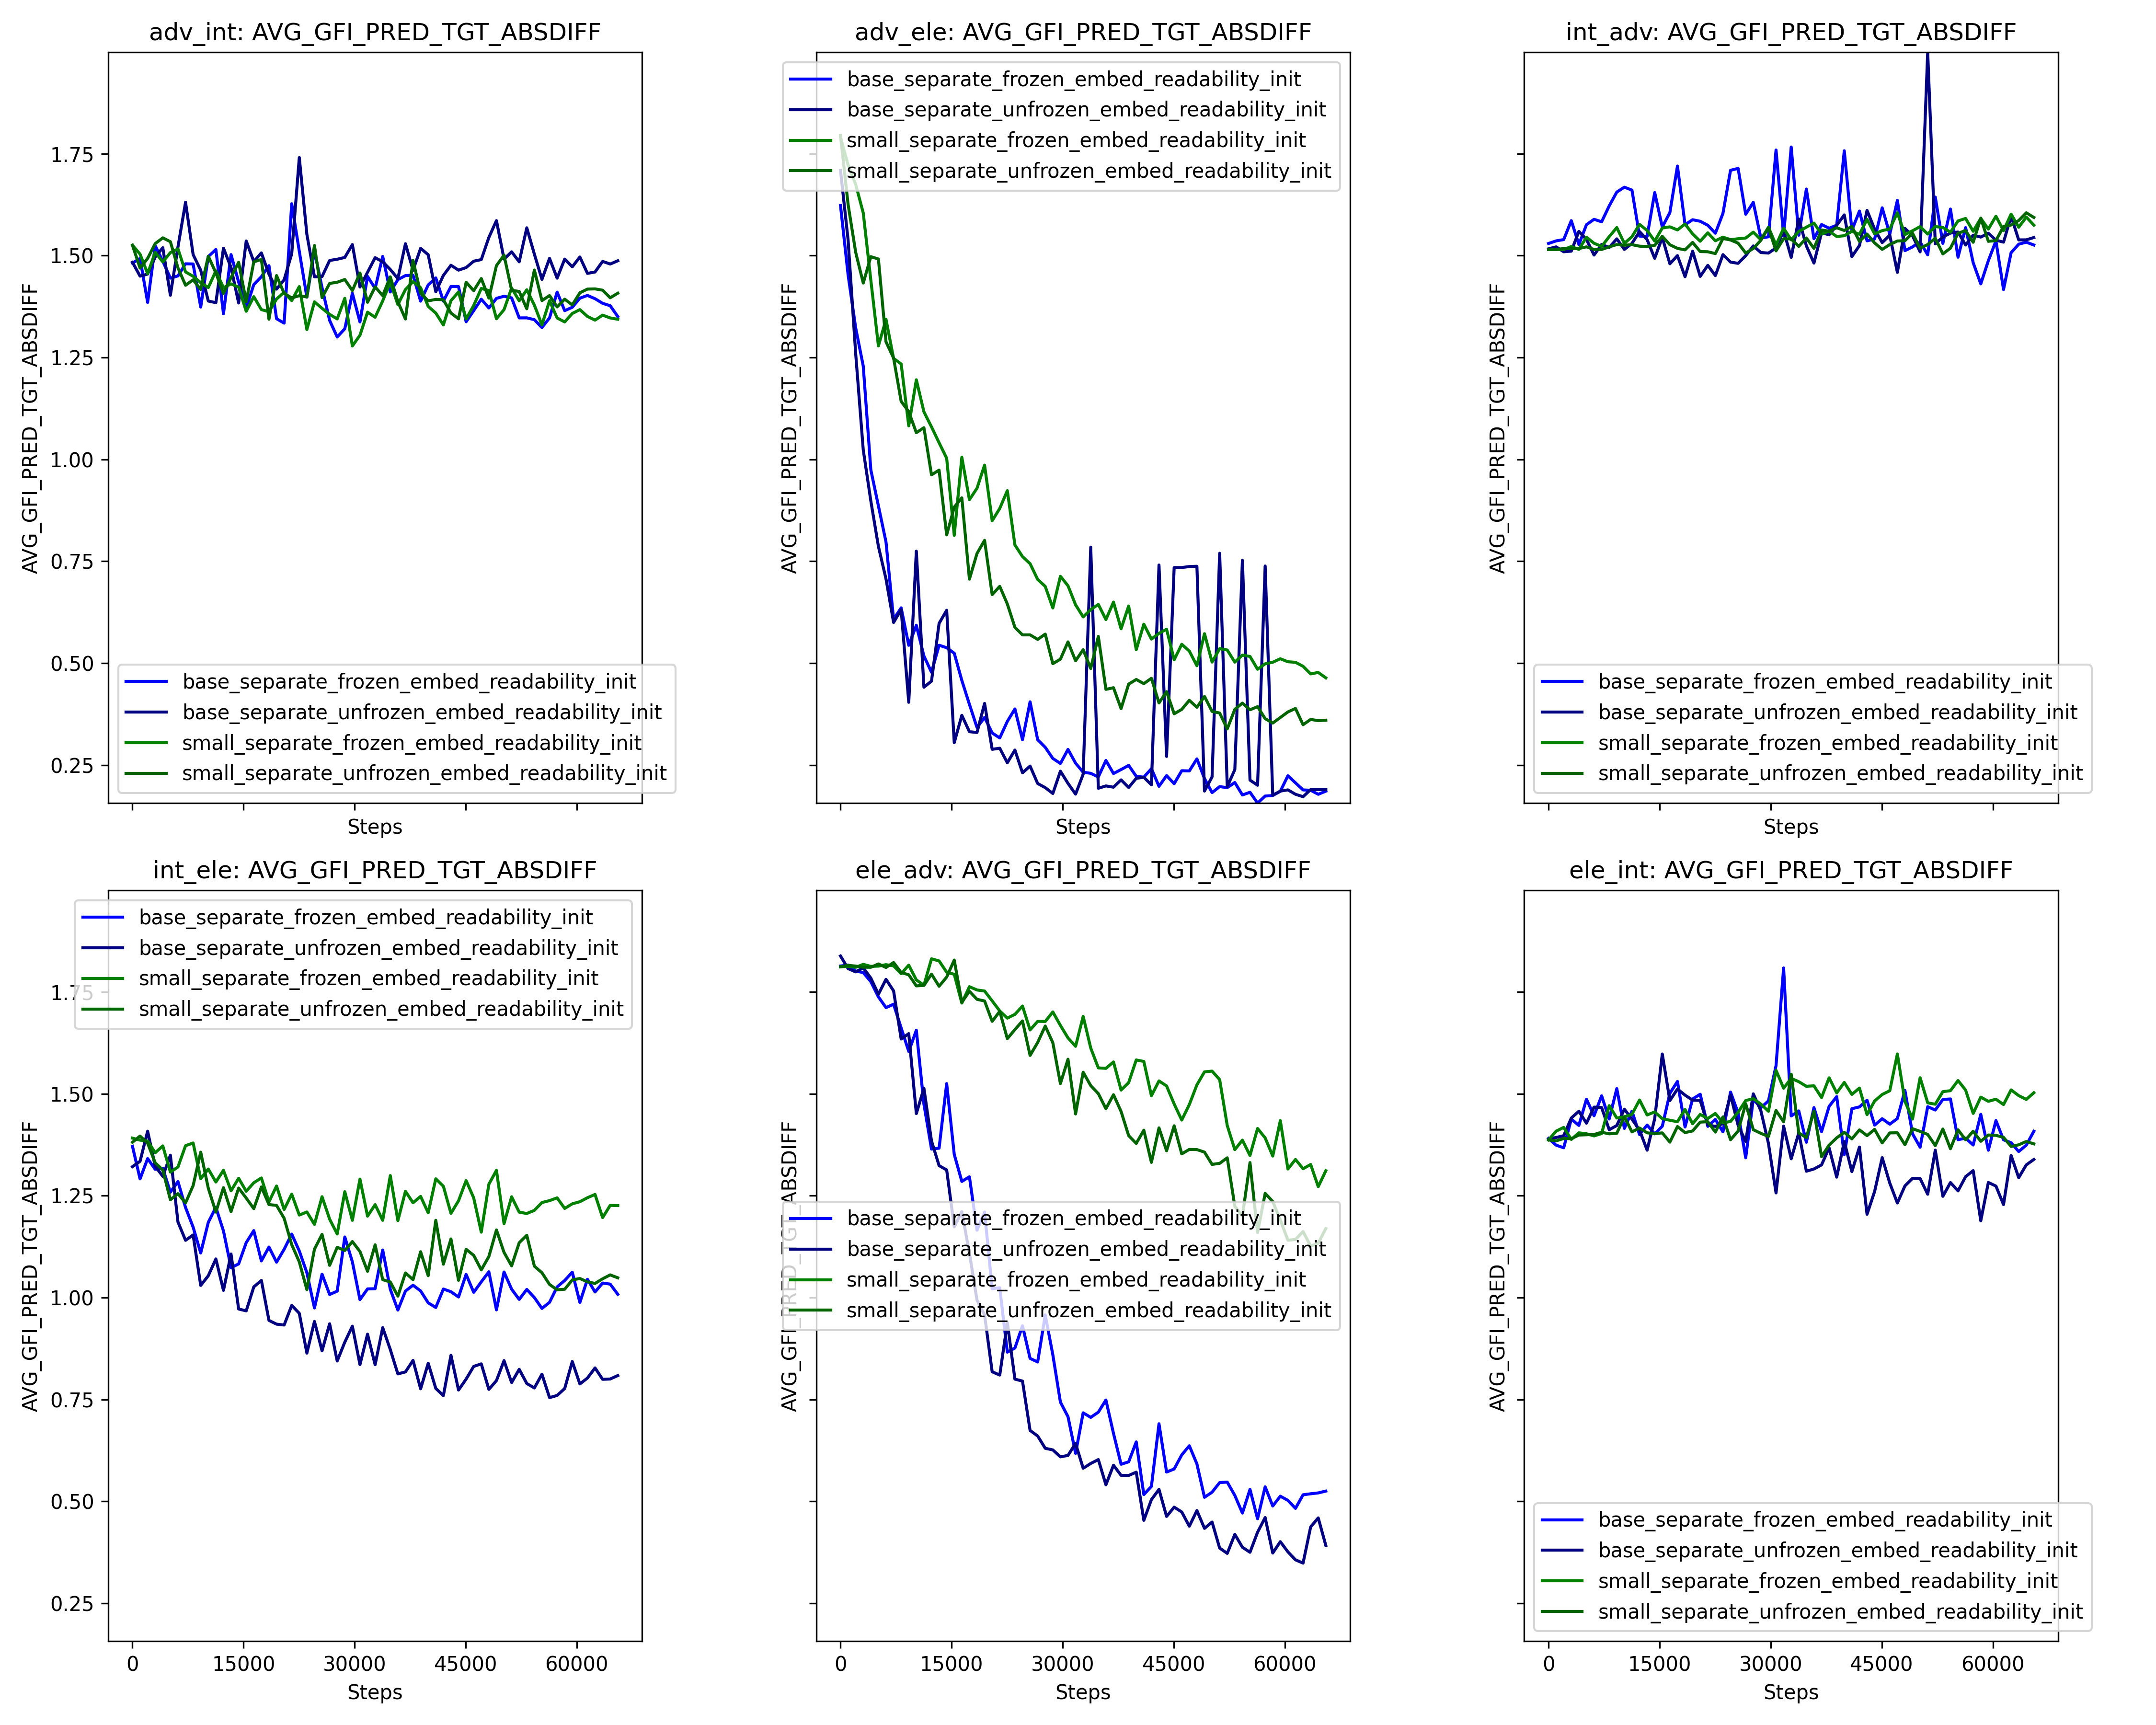 adv_int: AVG_GFI_PRED_TGT_ABSDIFF
AVG_GFI_PRED_TGT_ABSDIFF
1.75
1.50
1.25
1.00
0.75
0.50
0.25
base_separate_frozen_embed_readability_init
base_separate_unfrozen_embed_readability_init
small_separate_frozen_embed_readability_init
small_separate_unfrozen_embed_readability_init
Steps
adv_ele: AVG_GFI_PRED_TGT_ABSDIFF
AVG_GFI_PRED_TGT_ABSDIFF
base_separate_frozen_embed_readability_init
base_separate_unfrozen_embed_readability_init
small_separate_frozen_embed_readability_init
small_separate_unfrozen_embed_readability_init
Steps
int_adv: AVG_GFI_PRED_TGT_ABSDIFF
AVG_GFI_PRED_TGT_ABSDIFF
base_separate_frozen_embed_readability_init
base_separate_unfrozen_embed_readability_init
small_separate_frozen_embed_readability_init
small_separate_unfrozen_embed_readability_init
Steps
int_ele: AVG_GFI_PRED_TGT_ABSDIFF
AVG_GFI_PRED_TGT_ABSDIFF
base_separate_frozen_embed_readability_init
base_separate_unfrozen_embed_readability_init
small_separate_frozen_embed_readability_init
small_separate_unfrozen_embed_readability_init
1.75
1.50
1.25
1.00
0.75
0.50
0.25
0 15000 30000 45000 60000
Steps
ele_adv: AVG_GFI_PRED_TGT_ABSDIFF
AVG_GFI_PRED_TGT_ABSDIFF
base_separate_frozen_embed_readability_init
base_separate_unfrozen_embed_readability_init
small_separate_frozen_embed_readability_init
small_separate_unfrozen_embed_readability_init
0 15000 30000 45000 60000
Steps
ele_int: AVG_GFI_PRED_TGT_ABSDIFF
AVG_GFI_PRED_TGT_ABSDIFF
base_separate_frozen_embed_readability_init
base_separate_unfrozen_embed_readability_init
small_separate_frozen_embed_readability_init
small_separate_unfrozen_embed_readability_init
0 15000 30000 45000 60000
Steps